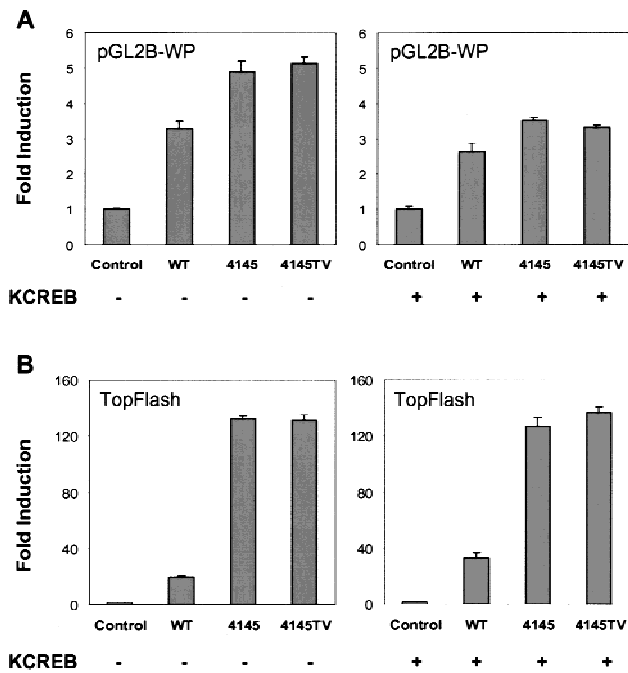 A
pGL2B-WP
pGL2B-WP
Fold Induction
6
5
4
3
2
1
0
6
5
4
3
2
1
0
Control WT 4145 4145TV
Control WT 4145 4145TV
KCREB - - - - + + + +
B
TopFlash
TopFlash
Fold Induction
160
120
80
40
0
160
120
80
40
0
Control WT 4145 4145TV
Control WT 4145 4145TV
KCREB - - - - + + + +